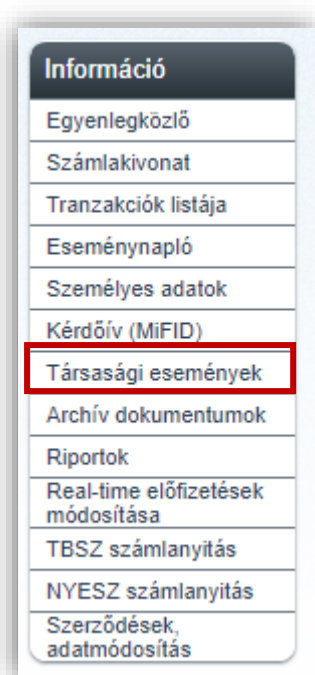 Információ
Egyenlegközlő
Számlakivonat
Tranzakciók listája
Eseménynapló
Személyes adatok
Kérdőív (MiFID)
Társasági események
Archív dokumentumok
Riportok
Real-time előfizetések
módosítása
TBSZ számlanyitás
NYESZ számlanyitás
Szerződések,
adatmódosítás